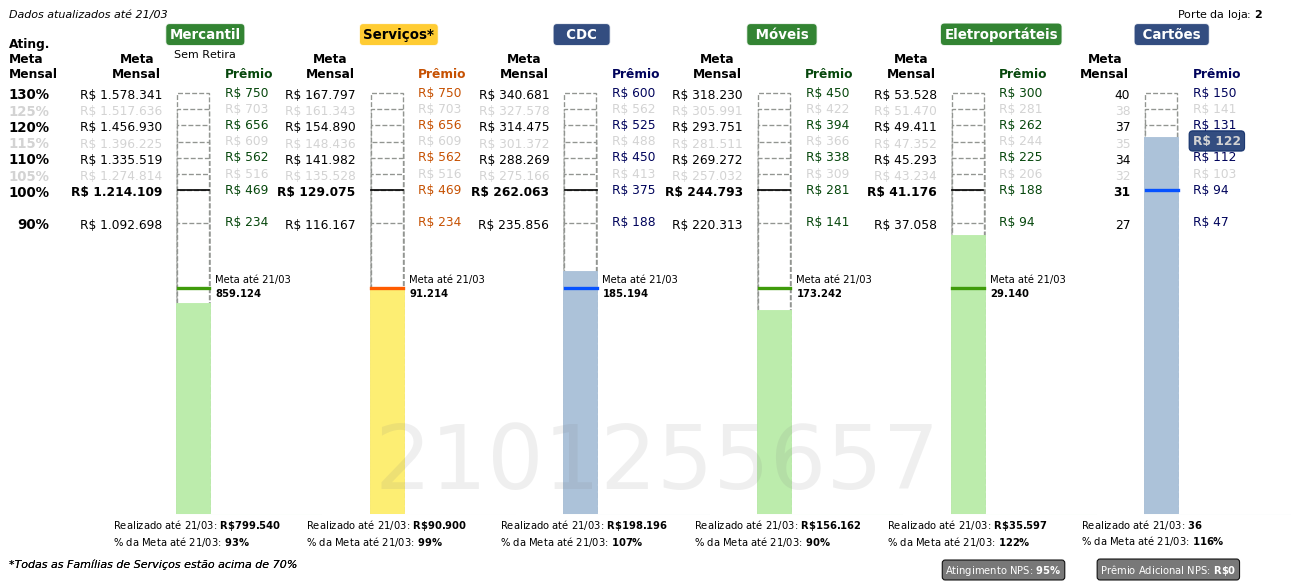 Dados atualizados até 21/03 Porte da loja: 2
Mercantil Serviços* CDC Móveis Eletroportáteis Cartões
Sem Retira
Ating. Meta Mensal Meta Mensal Prêmio Meta Mensal Prêmio Meta Mensal Prêmio Meta Mensal Prêmio Meta Mensal Prêmio Meta Mensal Prêmio
130% R$ 1.578.341 R$ 750 R$ 167.797 R$ 750 R$ 340.681 R$ 600 R$ 318.230 R$ 450 R$ 53.528 R$ 300 40 R$ 150
125% R$ 1.517.636 R$ 703 R$ 161.343 R$ 703 R$ 327.578 R$ 562 R$ 305.991 R$ 422 R$ 51.470 R$ 281 38 R$ 141
120% R$ 1.456.930 R$ 656 R$ 154.890 R$ 656 R$ 314.475 R$ 525 R$ 293.751 R$ 394 R$ 49.411 R$ 262 37 R$ 131
115% R$ 1.396.225 R$ 609 R$ 148.436 R$ 609 R$ 301.372 R$ 488 R$ 281.511 R$ 366 R$ 47.352 R$ 244 35 R$ 122
110% R$ 1.335.519 R$ 562 R$ 141.982 R$ 562 R$ 288.269 R$ 450 R$ 269.272 R$ 338 R$ 45.293 R$ 225 34 R$ 112
105% R$ 1.274.814 R$ 516 R$ 135.528 R$ 516 R$ 275.166 R$ 413 R$ 257.032 R$ 309 R$ 43.234 R$ 206 32 R$ 103
100% R$ 1.214.109 R$ 469 R$ 129.075 R$ 469 R$ 262.063 R$ 375 R$ 244.793 R$ 281 R$ 41.176 R$ 188 31 R$ 94
90% R$ 1.092.698 R$ 234 R$ 116.167 R$ 234 R$ 235.856 R$ 188 R$ 220.313 R$ 141 R$ 37.058 R$ 94 27 R$ 47
Meta até 21/03 Meta até 21/03 Meta até 21/03 Meta até 21/03 Meta até 21/03
859.124 91.214 185.194 173.242 29.140
2101255657
Realizado até 21/03: R$799.540 Realizado até 21/03: R$90.900 Realizado até 21/03: R$198.196 Realizado até 21/03: R$156.162 Realizado até 21/03: R$35.597 Realizado até 21/03: 36
% da Meta até 21/03: 93% % da Meta até 21/03: 99% % da Meta até 21/03: 107% % da Meta até 21/03: 90% % da Meta até 21/03: 122% % da Meta até 21/03: 116%
*Todas as Famílias de Serviços estão acima de 70% Atingimento NPS: 95% Prêmio Adicional NPS: R$0